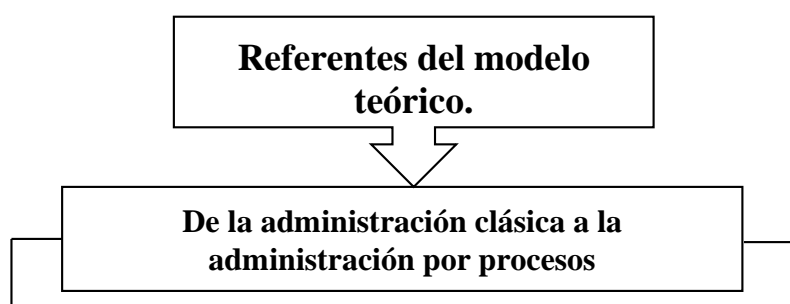 Referentes del modelo
teórico.
De la administración clásica a la
administración por procesos